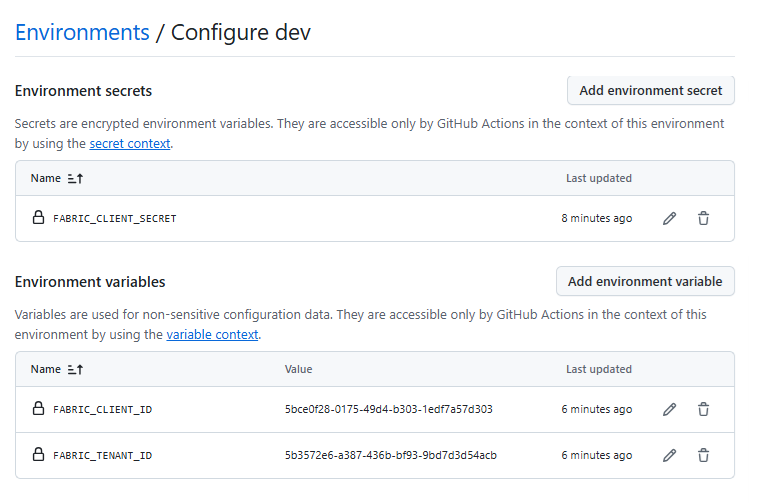 Environments / Configure dev
Environment secrets
Add environment secret
Secrets are encrypted environment variables. They are accessible only by GitHub Actions in the context of this environment
by using the secret context.
Name Last updated
FABRIC_CLIENT_SECRET 8 minutes ago
Environment variables
Add environment variable
Variables are used for non-sensitive configuration data. They are accessible only by GitHub Actions in the context of this
environment by using the variable context.
Name Value Last updated
FABRIC_CLIENT_ID 5bce0f28-0175-49d4-b303-1edf7a57d303 6 minutes ago
FABRIC_TENANT_ID 5b3572e6-a387-436b-bf93-9bd7d3d54acb 6 minutes ago